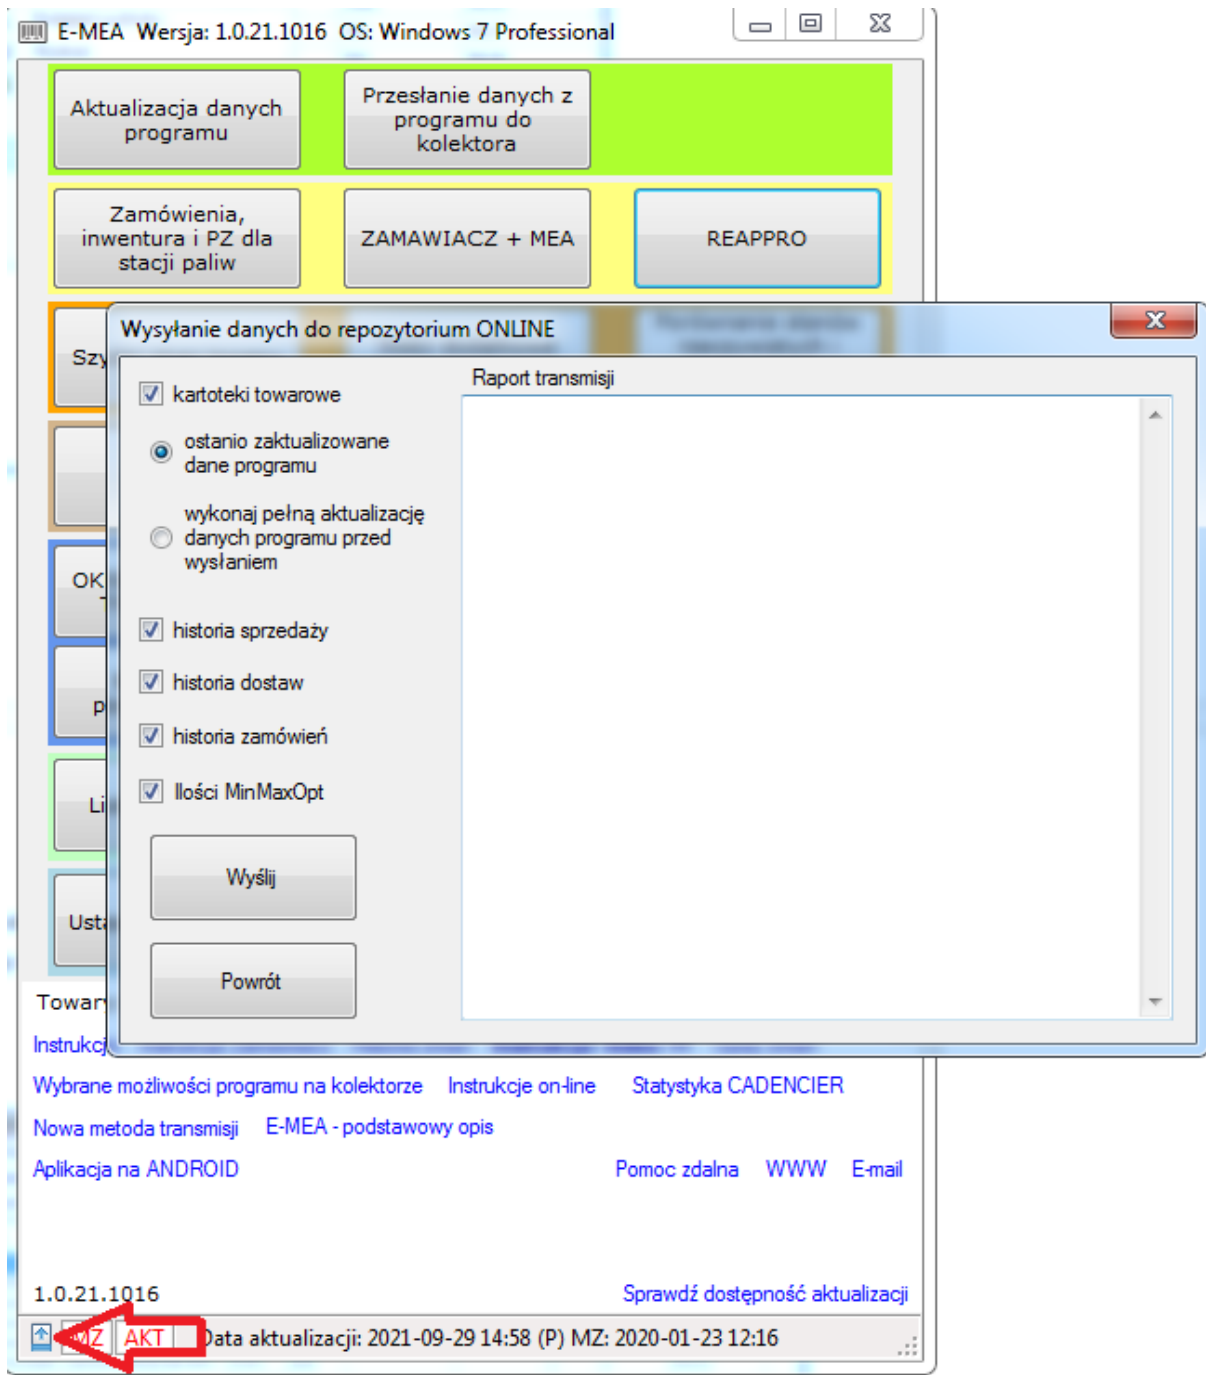 E-MEA Wersja: 1.0.21.1016 OS: Windows 7 Professional
Aktualizacja danych
programu
Przesłanie danych z
programu do
kolektora
Zamówienia,
inwentura i PZ dla
stacji paliw
ZAMAWIACZ + MEA
REAPPRO
Wysyłanie danych do repozytorium ONLINE
kartoteki towarowe
ostanio zaktualizowane
dane programu
wykonaj pełną aktualizację
danych programu przed
wysłaniem
historia sprzedaży
historia dostaw
historia zamówień
Ilości MinMaxOpt
Wyślij
Powrót
Raport transmisji
Wybrane możliwości programu na kolektorze Instrukcje on-line Statystyka CADENCIER
Nowa metoda transmisji E-MEA - podstawowy opis
Aplikacja na ANDROID Pomoc zdalna WWW E-mail
1.0.21.1016 Sprawdź dostępność aktualizacji
MZ AKT Data aktualizacji: 2021-09-29 14:58 (P) MZ: 2020-01-23 12:16